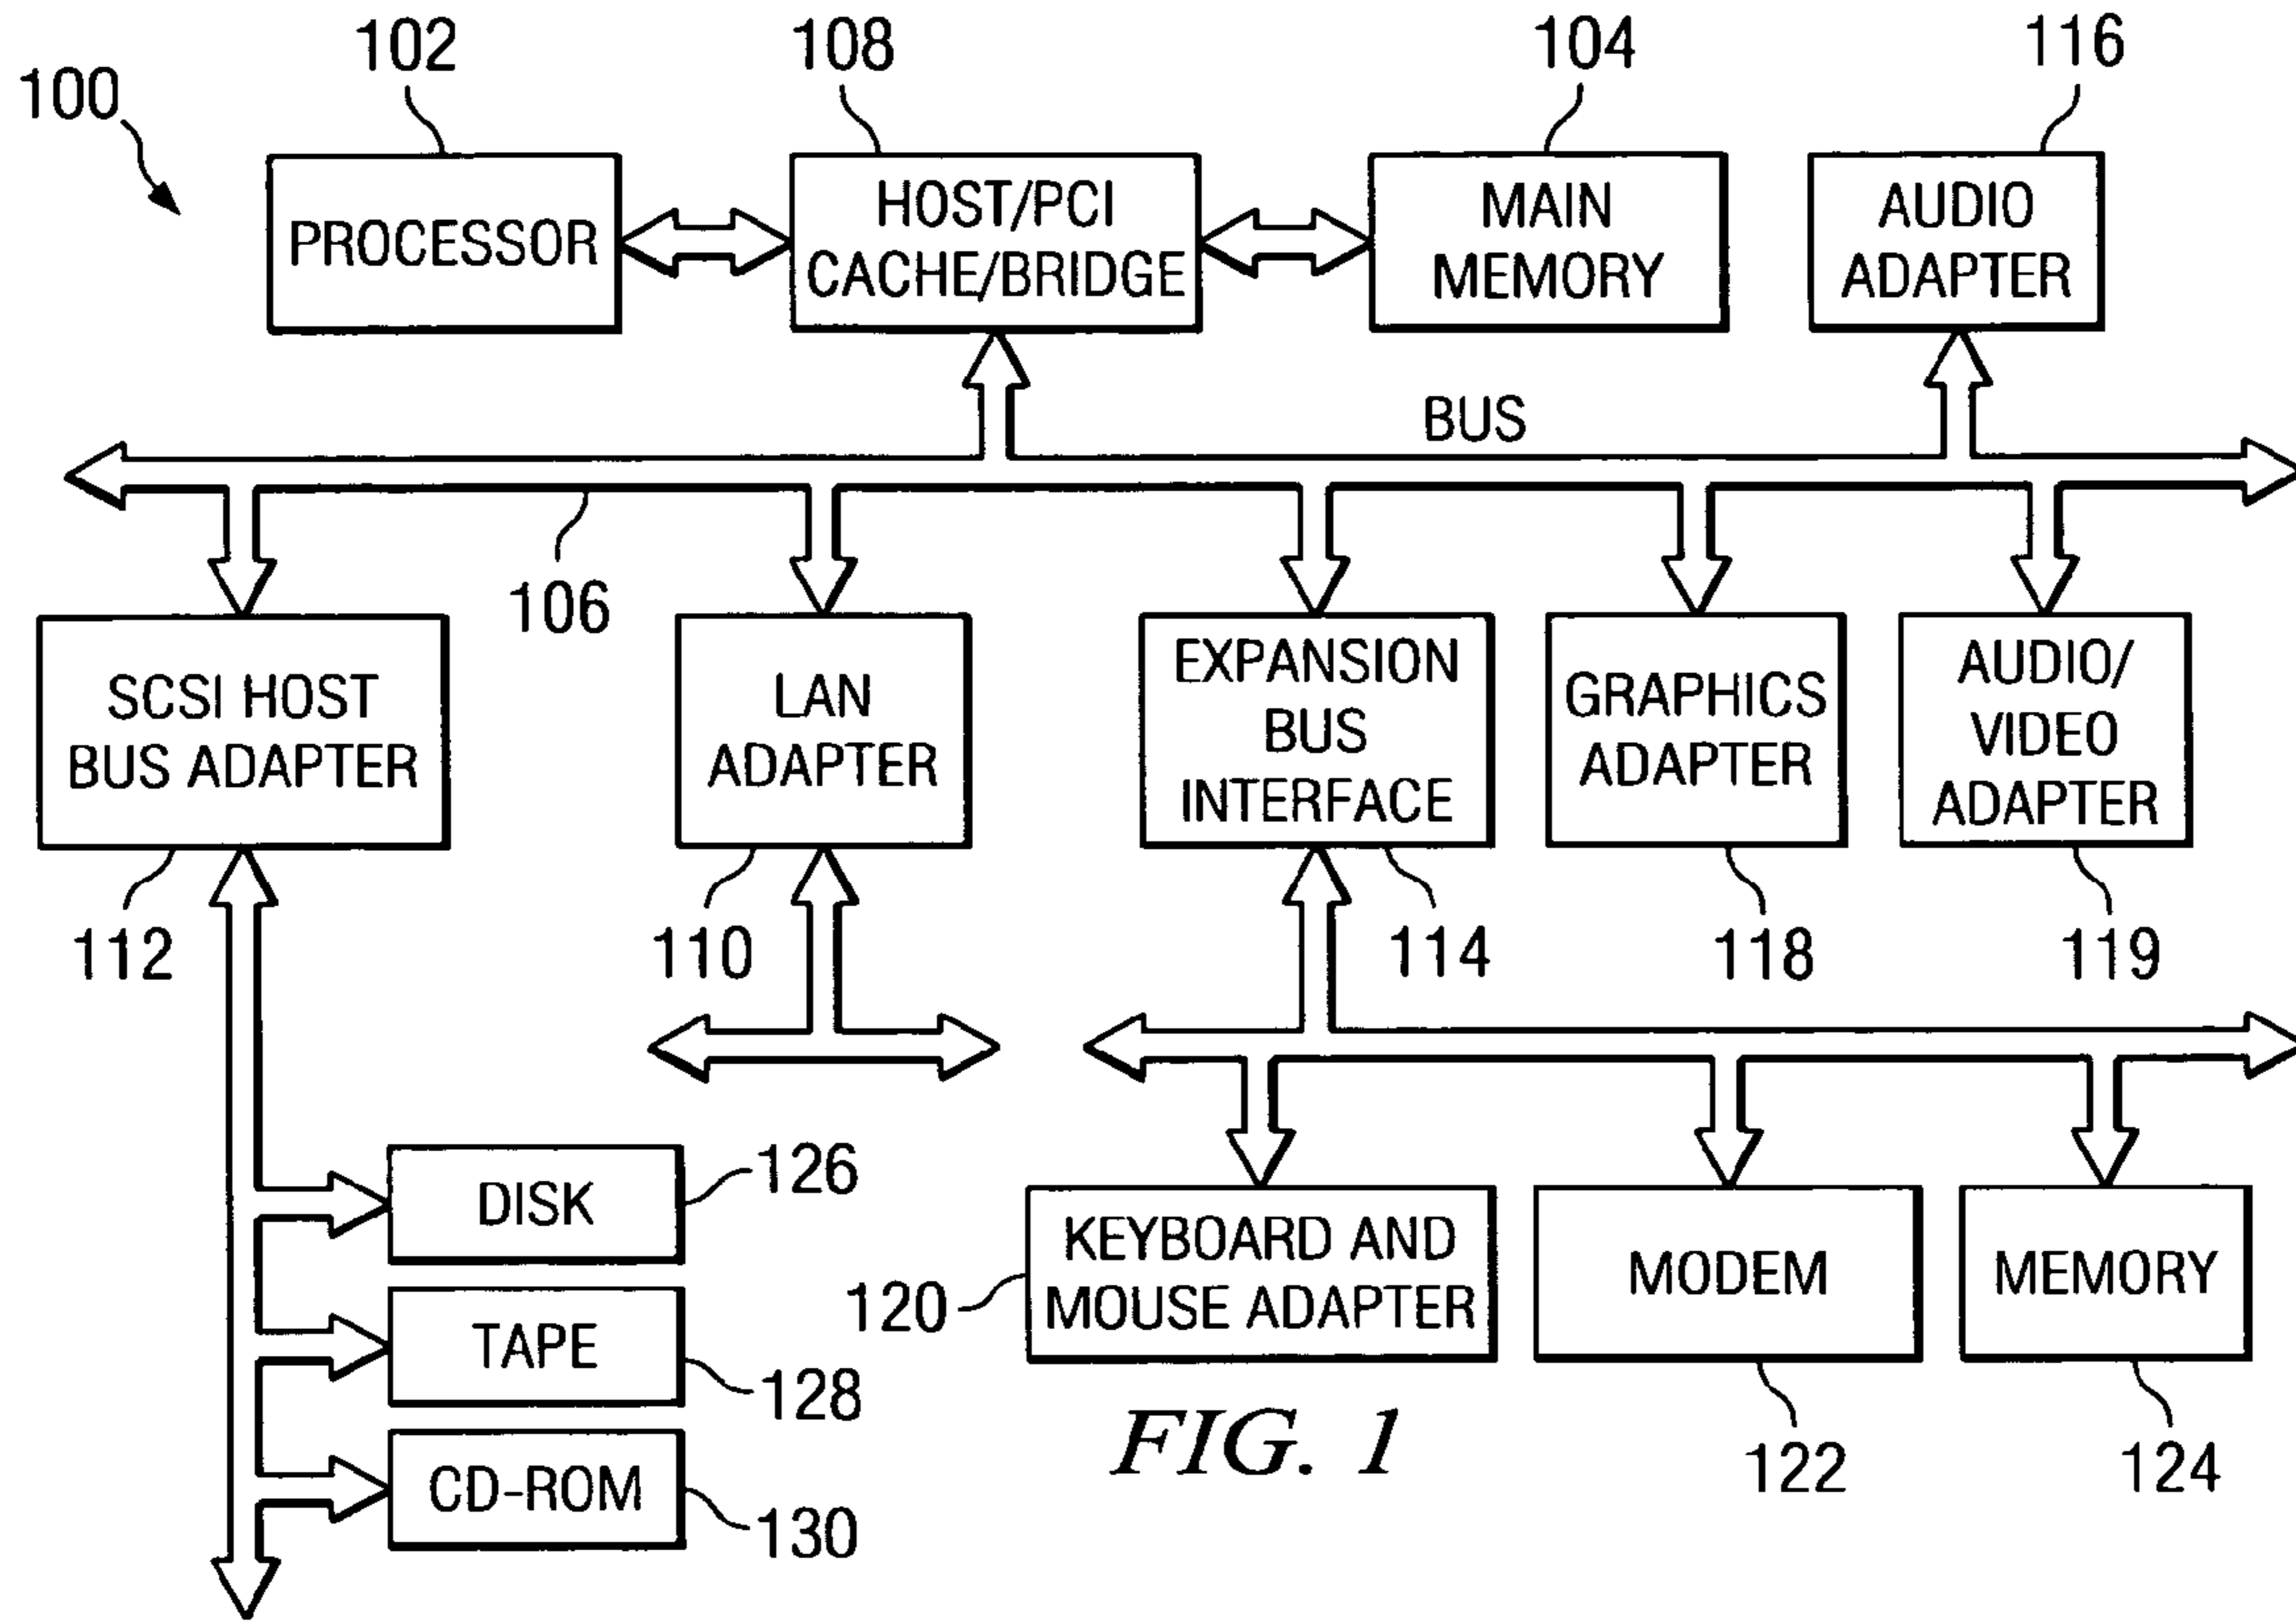 100
102
108
104
116
PROCESSOR
HOST/PCI
CACHE/BRIDGE
MAIN
MEMORY
AUDIO
ADAPTER
BUS
106
SCSI HOST
BUS ADAPTER
LAN
ADAPTER
EXPANSION
BUS
INTERFACE
GRAPHICS
ADAPTER
AUDIO/
VIDEO
ADAPTER
112
110
114
118
119
DISK
126
TAPE
128
CD-ROM
130
120
KEYBOARD AND
MOUSE ADAPTER
MODEM
MEMORY
122
124
FIG. 1